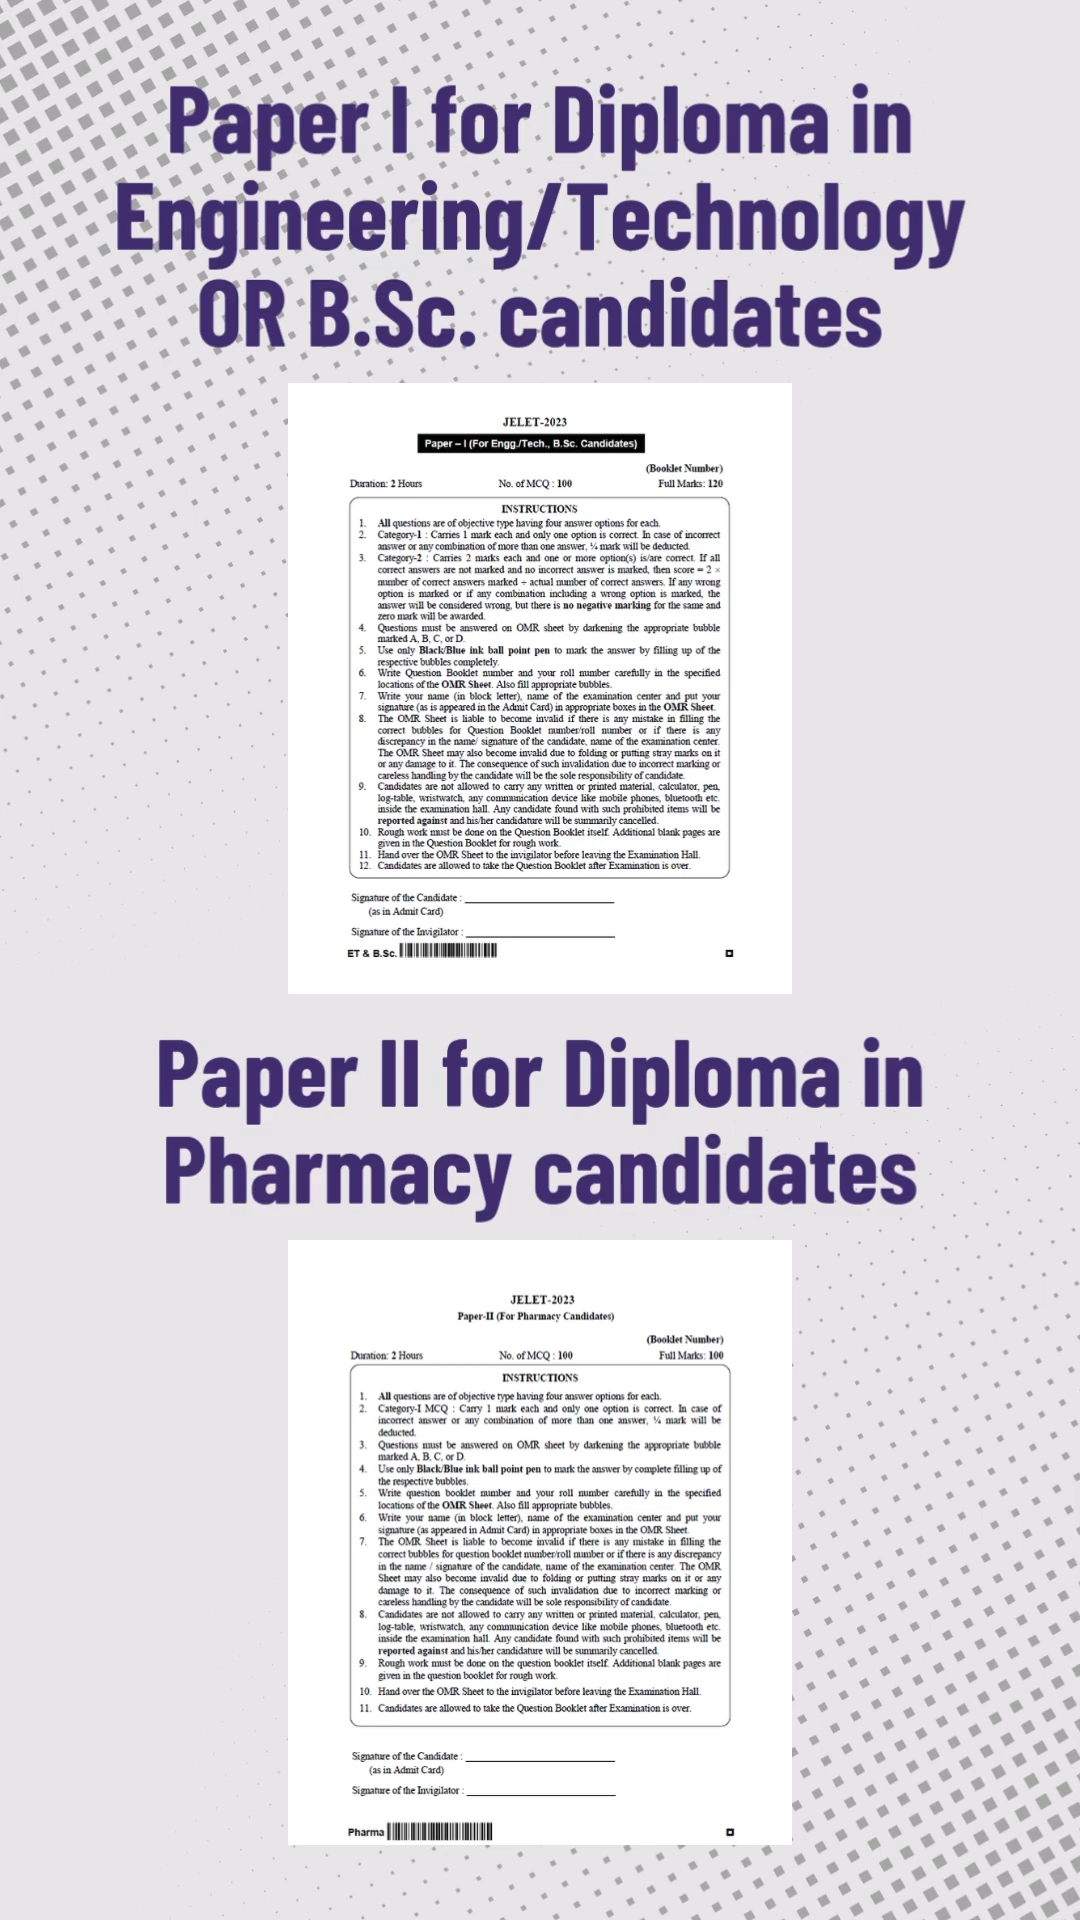 Paper I for Diploma in
Engineering/Technology
OR B.Sc. candidates
JELET-2023
Paper – I (For Engg./Tech., B.Sc. Candidates)
(Booklet Number)
Duration: 2 Hours No. of MCQ : 100 Full Marks: 120
INSTRUCTIONS
1. All questions are of objective type having four answer options for each.
2. Category-1 : Carries 1 mark each and only one option is correct. In case of incorrect
answer or any combination of more than one answer, ¼ mark will be deducted.
3. Category-2 : Carries 2 marks each and one or more option(s) is/are correct. If all
correct answers are not marked and no incorrect answer is marked, then score = 2 ×
number of correct answers marked ÷ actual number of correct answers. If any wrong
option is marked or if any combination including a wrong option is marked, the
answer will be considered wrong, but there is no negative marking for the same and
zero mark will be awarded.
4. Questions must be answered on OMR sheet by darkening the appropriate bubble
marked A, B, C, or D.
5. Use only Black/Blue ink ball point pen to mark the answer by filling up of the
respective bubbles completely.
6. Write Question Booklet number and your roll number carefully in the specified
locations of the OMR Sheet. Also fill appropriate bubbles.
7. Write your name (in block letter), name of the examination center and put your
signature (as is appeared in the Admit Card) in appropriate boxes in the OMR Sheet.
8. The OMR Sheet is liable to become invalid if there is any mistake in filling the
correct bubbles for Question Booklet number/roll number or if there is any
discrepancy in the name/ signature of the candidate, name of the examination center.
The OMR Sheet may also become invalid due to folding or putting stray marks on it
or any damage to it. The consequence of such invalidation due to incorrect marking or
careless handling by the candidate will be the sole responsibility of candidate.
9. Candidates are not allowed to carry any written or printed material, calculator, pen,
log-table, wristwatch, any communication device like mobile phones, bluetooth etc.
inside the examination hall. Any candidate found with such prohibited items will be
reported against and his/her candidature will be summarily cancelled.
10. Rough work must be done on the Question Booklet itself. Additional blank pages are
given in the Question Booklet for rough work.
11. Hand over the OMR Sheet to the invigilator before leaving the Examination Hall.
12. Candidates are allowed to take the Question Booklet after Examination is over.
Signature of the Candidate :
(as in Admit Card)
Signature of the Invigilator :
ET & B.Sc.
Paper II for Diploma in
Pharmacy candidates
JELET-2023
Paper-II (For Pharmacy Candidates)
(Booklet Number)
Duration: 2 Hours No. of MCQ : 100 Full Marks: 100
INSTRUCTIONS
1. All questions are of objective type having four answer options for each.
2. Category-I MCQ : Carry 1 mark each and only one option is correct. In case of
incorrect answer or any combination of more than one answer, ¼ mark will be
deducted.
3. Questions must be answered on OMR sheet by darkening the appropriate bubble
marked A, B, C, or D.
4. Use only Black/Blue ink ball point pen to mark the answer by complete filling up of
the respective bubbles.
5. Write question booklet number and your roll number carefully in the specified
locations of the OMR Sheet. Also fill appropriate bubbles.
6. Write your name (in block letter), name of the examination center and put your
signature (as appeared in Admit Card) in appropriate boxes in the OMR Sheet.
7. The OMR Sheet is liable to become invalid if there is any mistake in filling the
correct bubbles for question booklet number/roll number or if there is any discrepancy
in the name / signature of the candidate, name of the examination center. The OMR
Sheet may also become invalid due to folding or putting stray marks on it or any
damage to it. The consequence of such invalidation due to incorrect marking or
careless handling by the candidate will be sole responsibility of candidate.
8. Candidates are not allowed to carry any written or printed material, calculator, pen,
log-table, wristwatch, any communication device like mobile phones, bluetooth etc.
inside the examination hall. Any candidate found with such prohibited items will be
reported against and his/her candidature will be summarily cancelled.
9. Rough work must be done on the question booklet itself. Additional blank pages are
given in the question booklet for rough work.
10. Hand over the OMR Sheet to the invigilator before leaving the Examination Hall.
11. Candidates are allowed to take the Question Booklet after Examination is over.
Signature of the Candidate :
(as in Admit Card)
Signature of the Invigilator :
Pharma